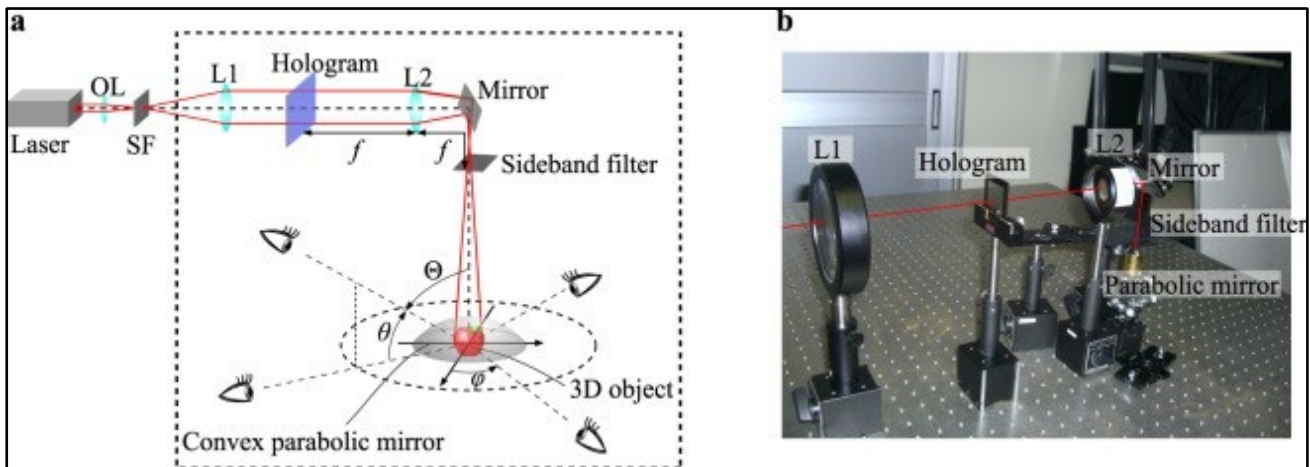 a
OL
L1
Hologram
L2
Mirror
Laser
SF
f
f
Sideband filter
Θ
θ
φ
3D object
Convex parabolic mirror
b
L1
Hologram
L2
Mirror
Sideband filter
Parabolic mirror